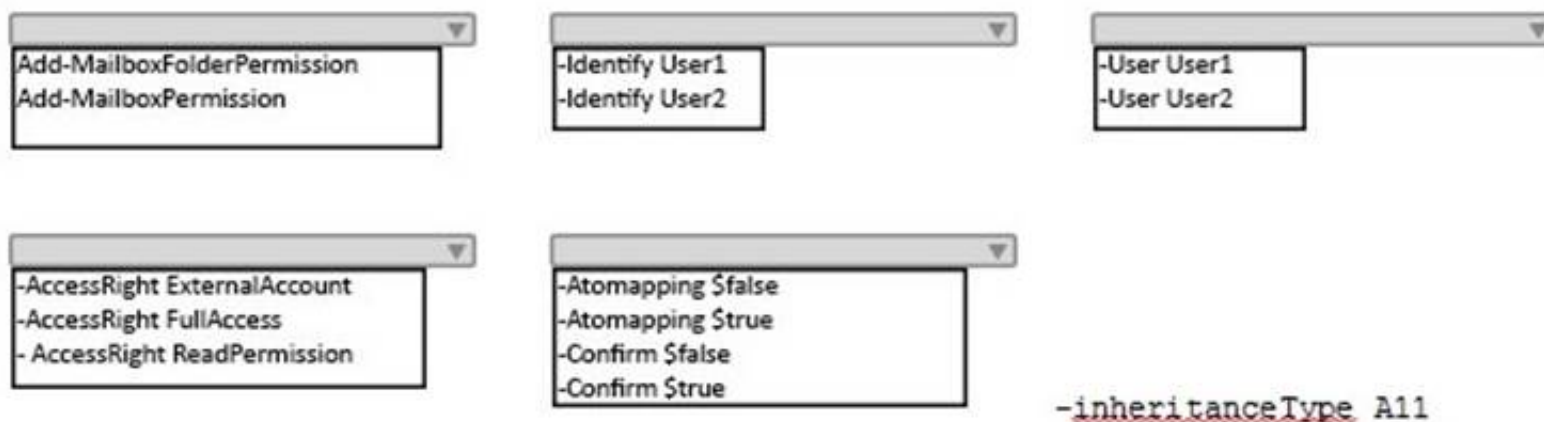 Add-MailboxFolderPermission
Add-MailboxPermission
-Identify User1
-Identify User2
-User User1
-User User2
-AccessRight ExternalAccount
-AccessRight FullAccess
- AccessRight ReadPermission
-Atomapping $false
-Atomapping $true
-Confirm $false
-Confirm $true
-inheritanceType All